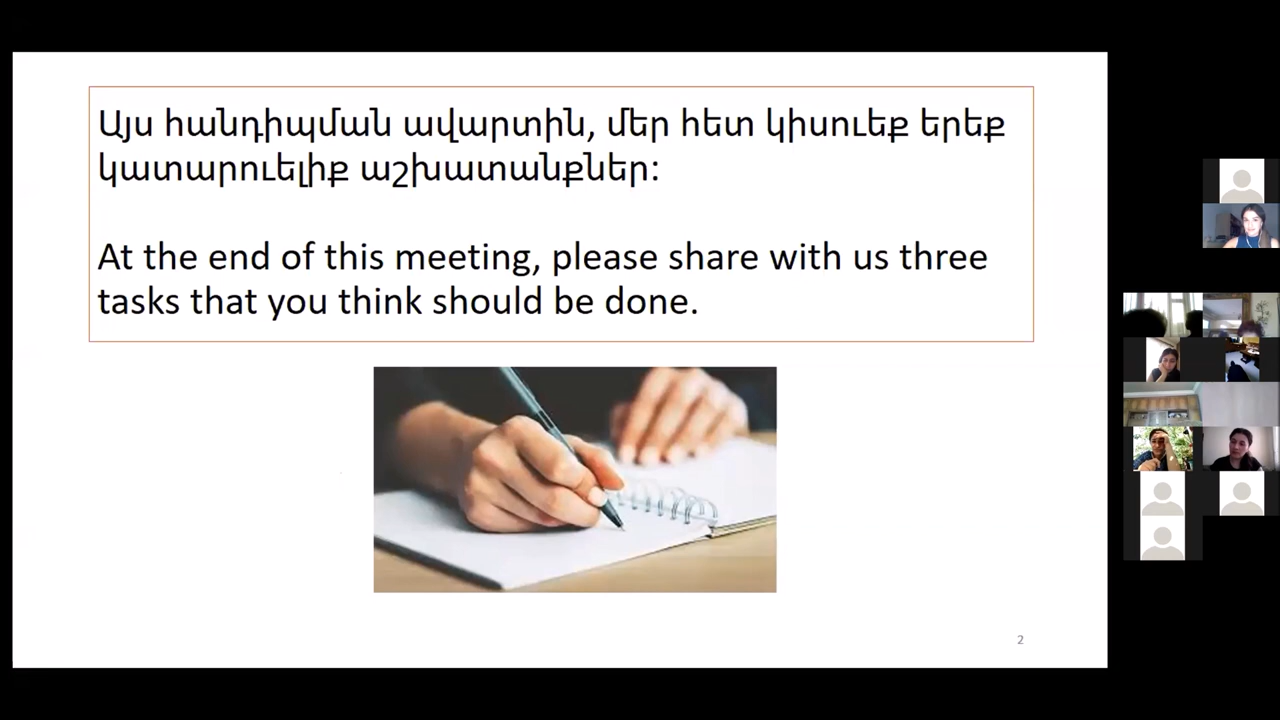 Այս հանդիպման ավարտին, մեր հետ կիսուեք երեք
կատարուելիք աշխատանքներ:
At the end of this meeting, please share with us three
tasks that you think should be done.
2